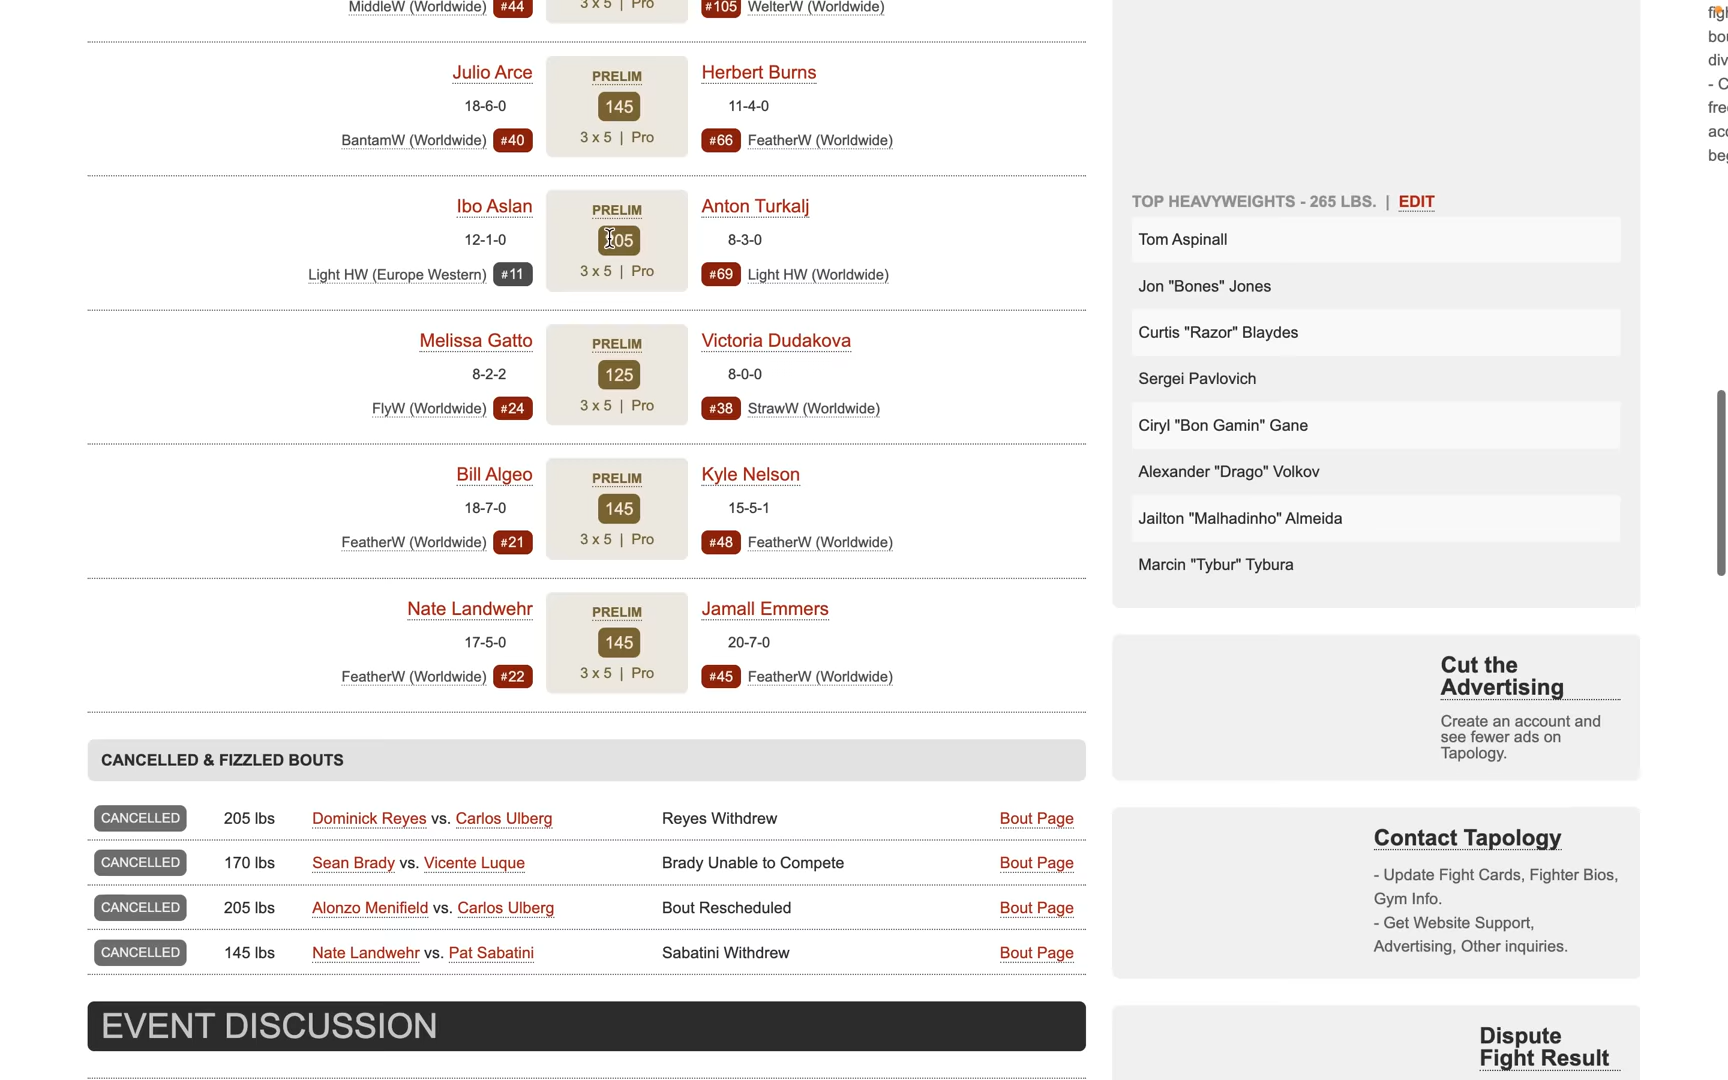 MiddleW (Worldwide) #44 3 x 5 | Pro #105 WelterW (Worldwide)
Julio Arce PRELIM Herbert Burns
18-6-0 145 11-4-0
BantamW (Worldwide) #40 3 x 5 | Pro #66 FeatherW (Worldwide)
Ibo Aslan PRELIM Anton Turkalj
12-1-0 205 8-3-0
Light HW (Europe Western) #11 3 x 5 | Pro #69 Light HW (Worldwide)
Melissa Gatto PRELIM Victoria Dudakova
8-2-2 125 8-0-0
FlyW (Worldwide) #24 3 x 5 | Pro #38 StrawW (Worldwide)
Bill Algeo PRELIM Kyle Nelson
18-7-0 145 15-5-1
FeatherW (Worldwide) #21 3 x 5 | Pro #48 FeatherW (Worldwide)
Nate Landwehr PRELIM Jamall Emmers
17-5-0 145 20-7-0
FeatherW (Worldwide) #22 3 x 5 | Pro #45 FeatherW (Worldwide)
CANCELLED & FIZZLED BOUTS
CANCELLED 205 lbs Dominick Reyes vs. Carlos Ulberg Reyes Withdrew Bout Page
CANCELLED 170 lbs Sean Brady vs. Vicente Luque Brady Unable to Compete Bout Page
CANCELLED 205 lbs Alonzo Menifield vs. Carlos Ulberg Bout Rescheduled Bout Page
CANCELLED 145 lbs Nate Landwehr vs. Pat Sabatini Sabatini Withdrew Bout Page
EVENT DISCUSSION
TOP HEAVYWEIGHTS - 265 LBS. | EDIT
Tom Aspinall
Jon "Bones" Jones
Curtis "Razor" Blaydes
Sergei Pavlovich
Ciryl "Bon Gamin" Gane
Alexander "Drago" Volkov
Jailton "Malhadinho" Almeida
Marcin "Tybur" Tybura
Cut the
Advertising
Create an account and
see fewer ads on
Tapology.
Contact Tapology
- Update Fight Cards, Fighter Bios,
Gym Info.
- Get Website Support,
Advertising, Other inquiries.
Dispute
Fight Result